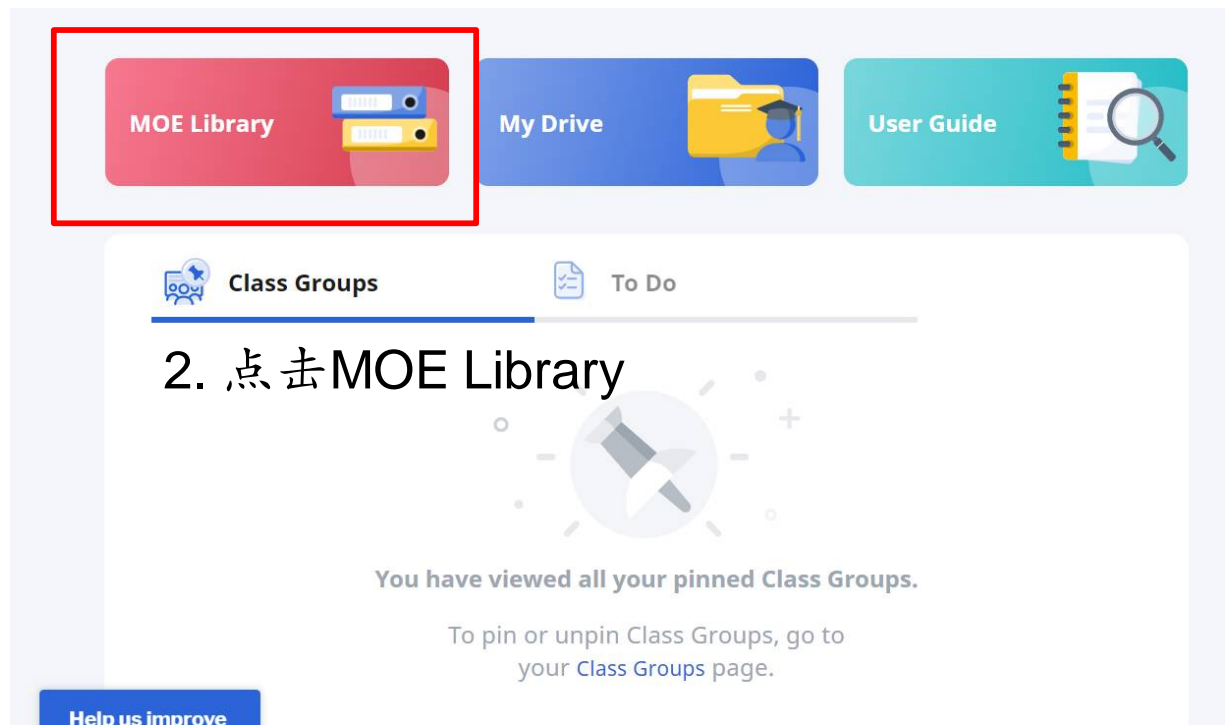 MOE Library
My Drive
User Guide
Class Groups
To Do
2. 点击MOE Library
You have viewed all your pinned Class Groups.
To pin or unpin Class Groups, go to
your Class Groups page.
Help us improve